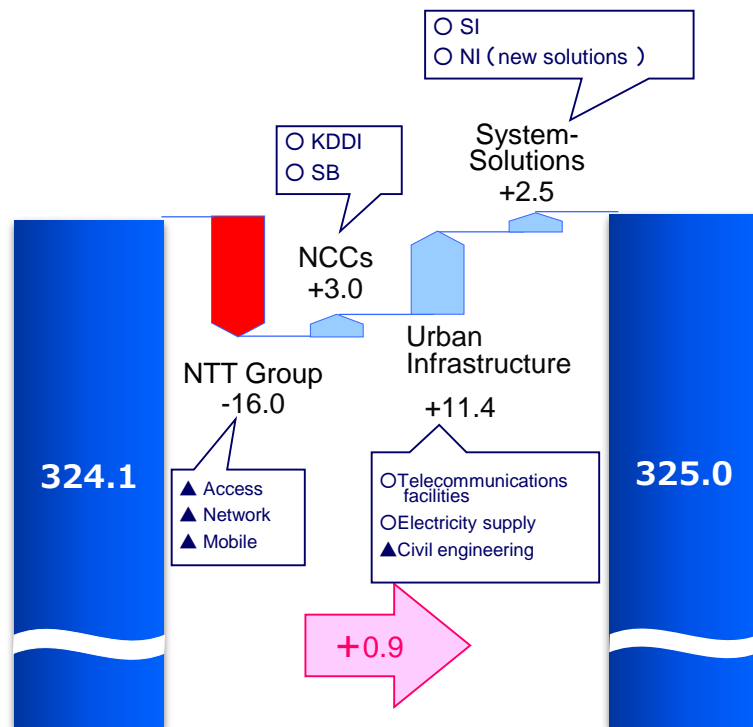 ○ SI
○ NI（new solutions ）
System-
Solutions
+2.5
○ KDDI
○ SB
NCCs
+3.0
Urban
Infrastructure
+11.4
NTT Group
-16.0
324.1
325.0
▲ Access
▲ Network
▲ Mobile
○Telecommunications
facilities
○Electricity supply
▲Civil engineering
+0.9